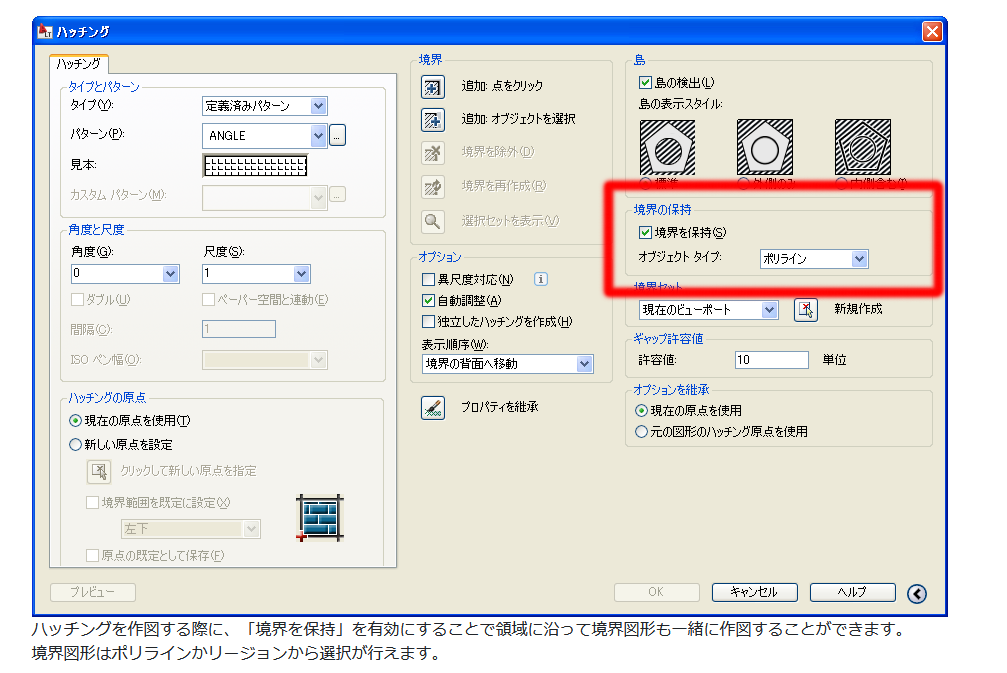 ハッチング
ハッチング
タイプとパターン
タイプ(Y):
定義済みパターン
パターン(P):
ANGLE
...
見本:
カスタム パターン(M):
...
角度と尺度
角度(G):
尺度(S):
0
1
ダブル(U)
ペーパー空間と連動(E)
間隔(C):
1
ISO ペン幅(O):
ハッチングの原点
現在の原点を使用(T)
新しい原点を設定
クリックして新しい原点を指定
境界範囲を既定に設定(X)
左下
原点の既定として保存(F)
プレビュー
境界
追加: 点をクリック
追加: オブジェクトを選択
境界を除外(D)
境界を再作成(R)
選択セットを表示(V)
オプション
異尺度対応(N)
i
自動調整(A)
独立したハッチングを作成(H)
表示順序(W):
境界の背面へ移動
プロパティを継承
島
島の検出(L)
島の表示スタイル:
境界の保持
境界を保持(S)
オブジェクト タイプ:
ポリライン
境界セット
現在のビューポート
新規作成
ギャップ許容値
許容値:
10
単位
オプションを継承
現在の原点を使用
元の図形のハッチング原点を使用
OK
キャンセル
ヘルプ
ハッチングを作図する際に、「境界を保持」を有効にすることで領域に沿って境界図形も一緒に作図することができます。
境界図形はポリラインかリージョンから選択が行えます。